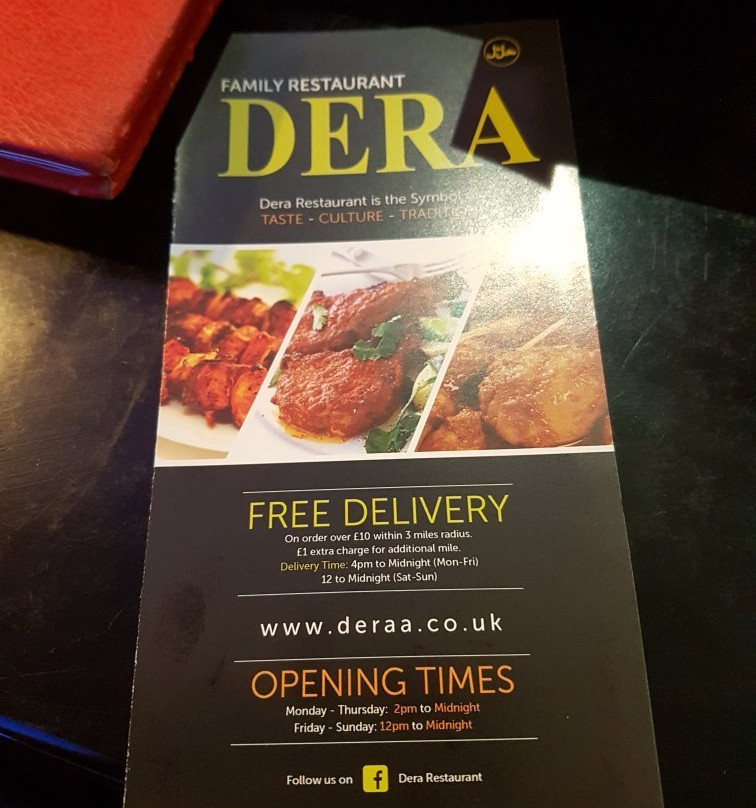 حلال
FAMILY RESTAURANT
DERA
Dera Restaurant is the Symbol
TASTE - CULTURE -
FREE DELIVERY
On order over £10 within 3 miles radius.
£1 extra charge for additional mile.
Delivery Time: 4pm to Midnight (Mon-Fri)
12 to Midnight (Sat-Sun)
www.deraa.co.uk
OPENING TIMES
Monday - Thursday: 2pm to Midnight
Friday - Sunday: 12pm to Midnight
Follow us on f Dera Restaurant